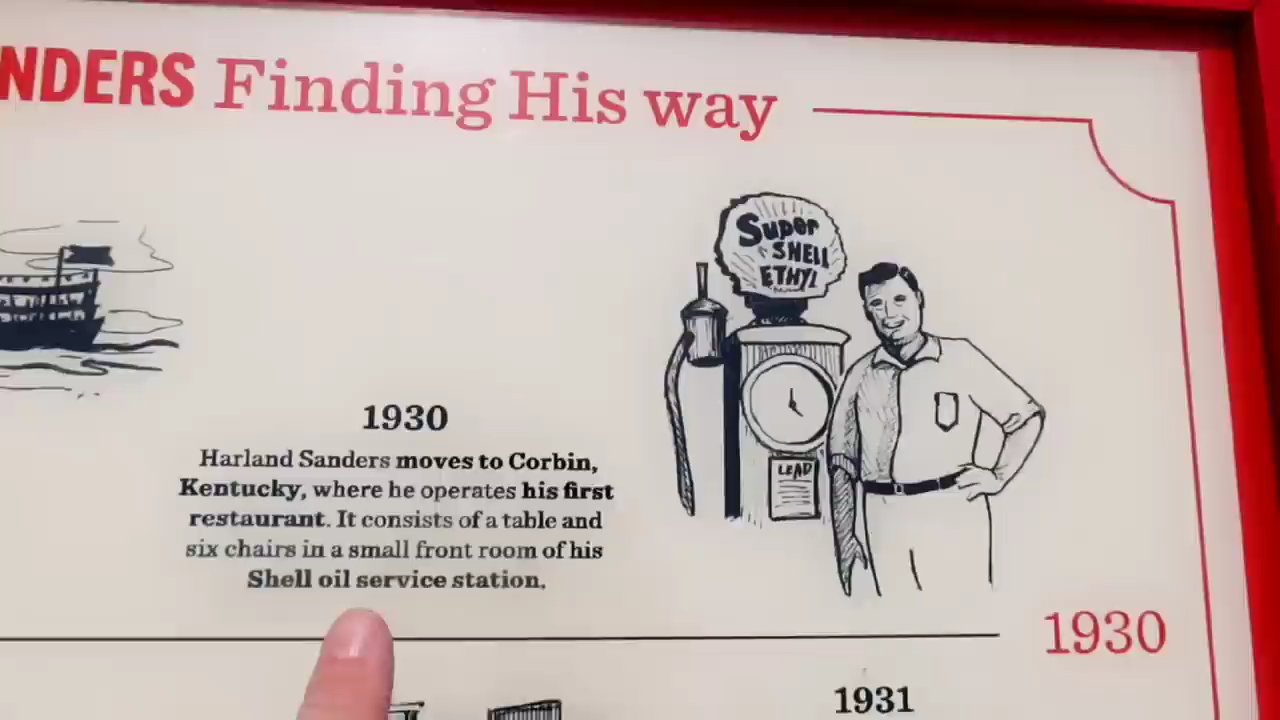 NDERS Finding His way
Super
SHELL
ETHYL
1930
Harland Sanders moves to Corbin,
Kentucky, where he operates his first
restaurant. It consists of a table and
six chairs in a small front room of his
Shell oil service station.
LEAD
1930
1931